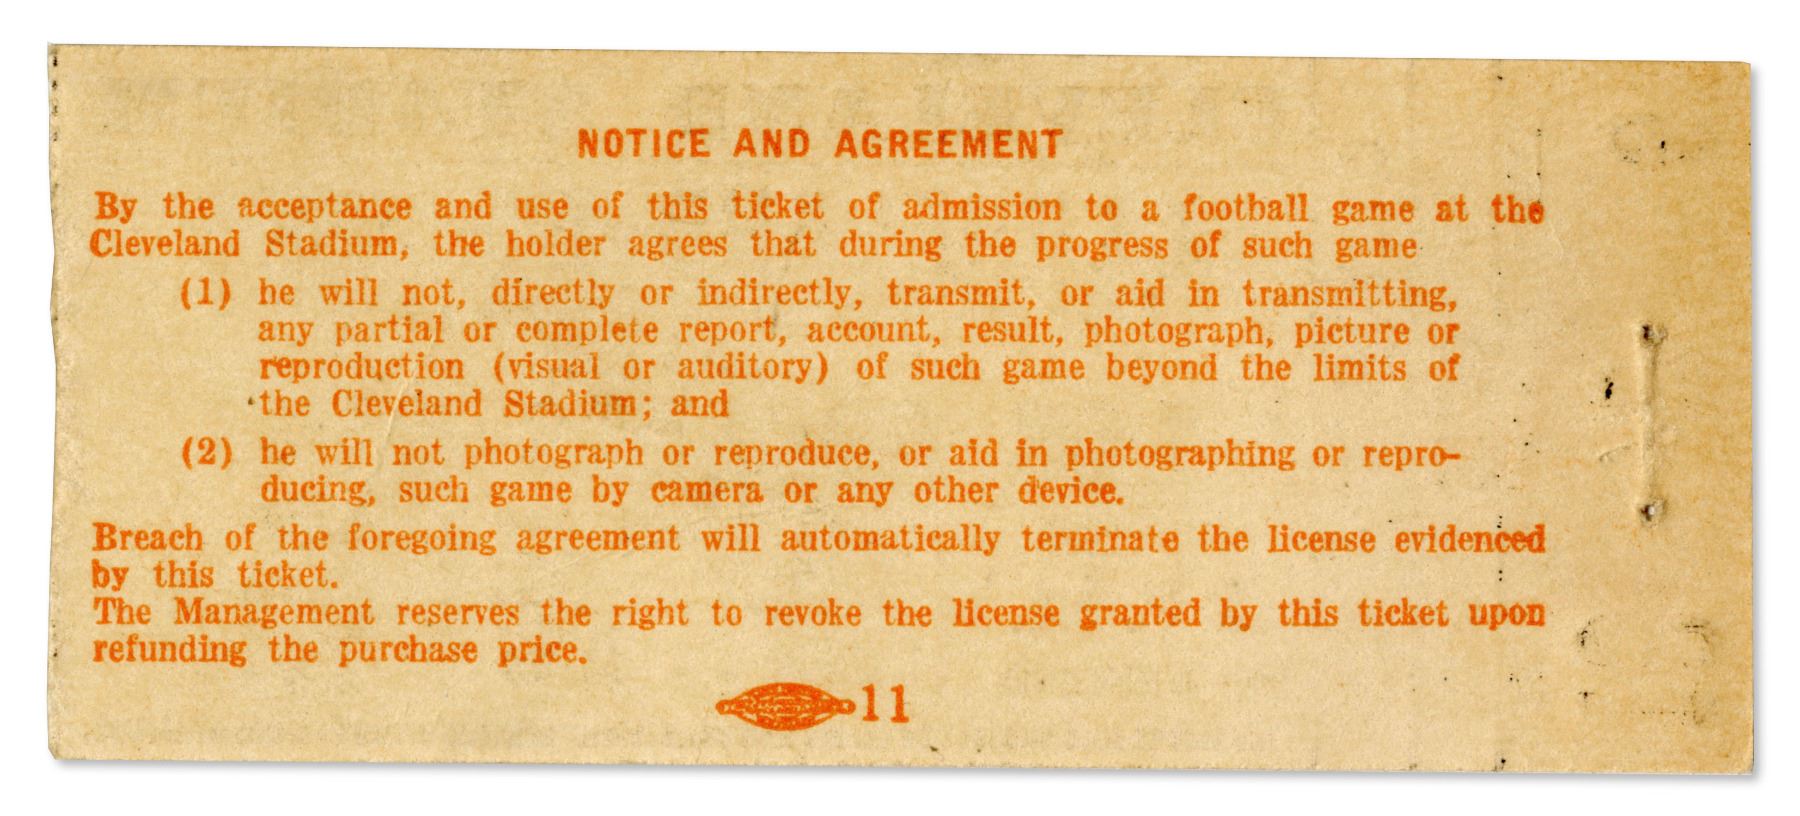 NOTICE AND AGREEMENT
By the acceptance and use of this ticket of admission to a football game at the
Cleveland Stadium, the holder agrees that during the progress of such game
(1) he will not, directly or indirectly, transmit, or aid in transmitting,
any partial or complete report, account, result, photograph, picture or
reproduction (visual or auditory) of such game beyond the limits of
the Cleveland Stadium; and
(2) he will not photograph or reproduce, or aid in photographing or repro-
ducing, such game by camera or any other device.
Breach of the foregoing agreement will automatically terminate the license evidenced
by this ticket.
The Management reserves the right to revoke the license granted by this ticket upon
refunding the purchase price.
11